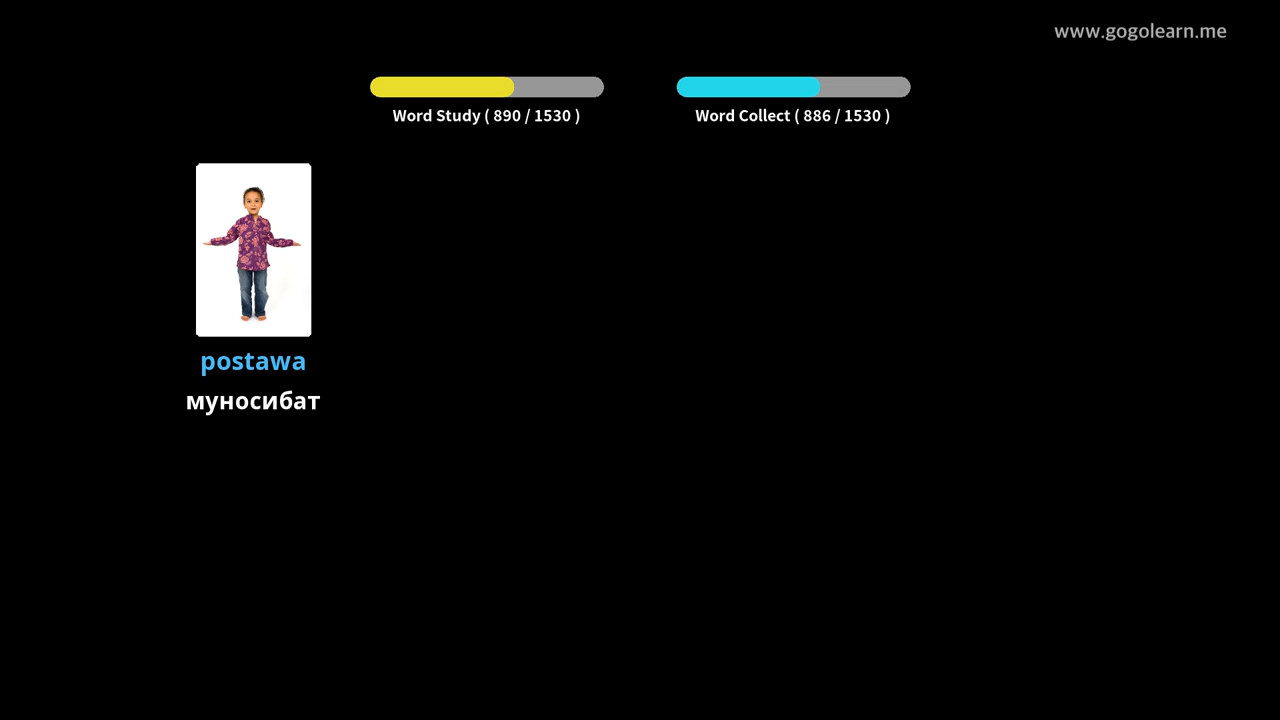 www.gogolearn.me
Word Study ( 890 / 1530 )
Word Collect ( 886 / 1530 )
postawa
муносибат